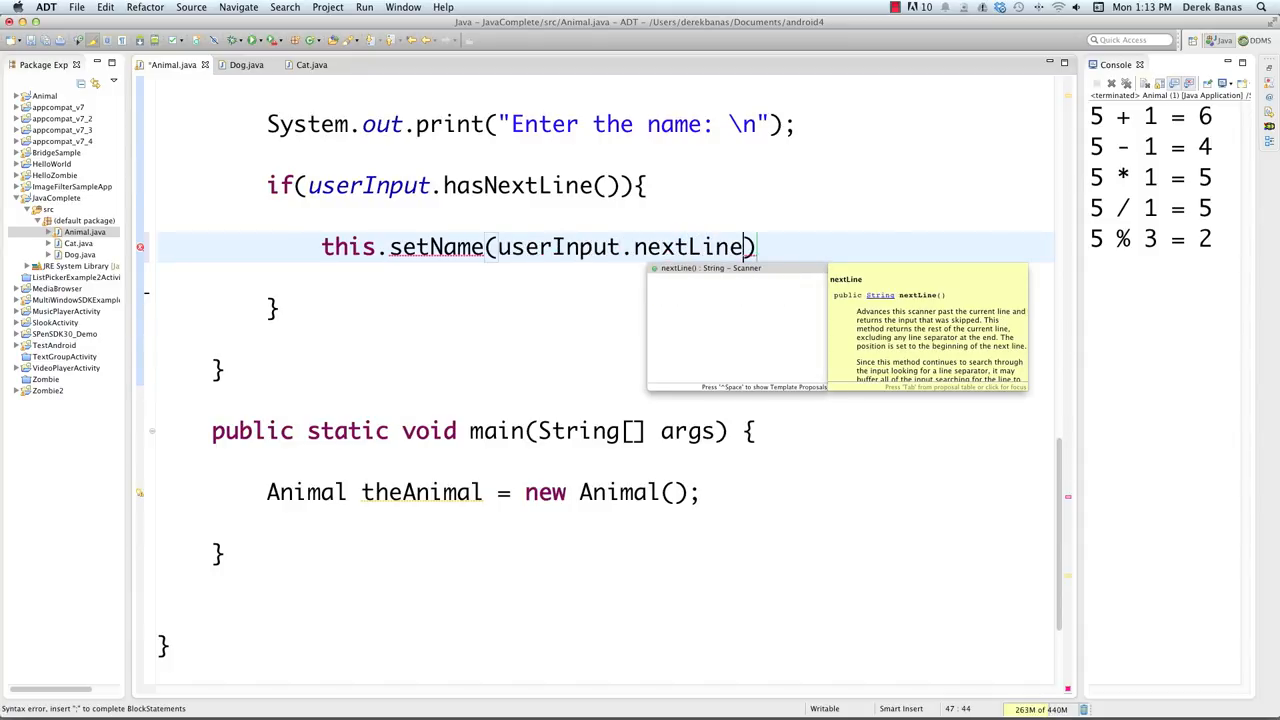 ADT File Edit Refactor Source Navigate Search Project Run Window Help 10 Mon 1:13 PM Derek Banas
Java – JavaComplete/src/Animal.java – ADT – /Users/derekbanas/Documents/android4
Quick Access Java DDMS
Package Exp
*Animal.java Dog.java Cat.java
Console
<terminated> Animal (1) [Java Application] /S
Animal
appcompat_v7
appcompat_v7_2
appcompat_v7_3
appcompat_v7_4
BridgeSample
HelloWorld
HelloZombie
ImageFilterSampleApp
JavaComplete
src
(default package)
Animal.java
Cat.java
Dog.java
JRE System Library [J
ListPickerExample2Activi
MediaBrowser
MultiWindowSDKExample
MusicPlayerActivity
SlookActivity
SPenSDK30_Demo
TestAndroid
TextGroupActivity
VideoPlayerActivity
Zombie
Zombie2
System.out.print("Enter the name: \n");
if(userInput.hasNextLine()){
this.setName(userInput.nextLine)
}
}
public static void main(String[] args) {
Animal theAnimal = new Animal();
}
}
nextLine() : String – Scanner
Press '^Space' to show Template Proposals
nextLine
public String nextLine()
Advances this scanner past the current line and
returns the input that was skipped. This
method returns the rest of the current line,
excluding any line separator at the end. The
position is set to the beginning of the next line.
Since this method continues to search through
the input looking for a line separator, it may
buffer all of the input searching for the line to
Press 'Tab' from proposal table or click for focus
5 + 1 = 6
5 - 1 = 4
5 * 1 = 5
5 / 1 = 5
5 % 3 = 2
Syntax error, insert ";" to complete BlockStatements Writable Smart Insert 47 : 44 263M of 440M